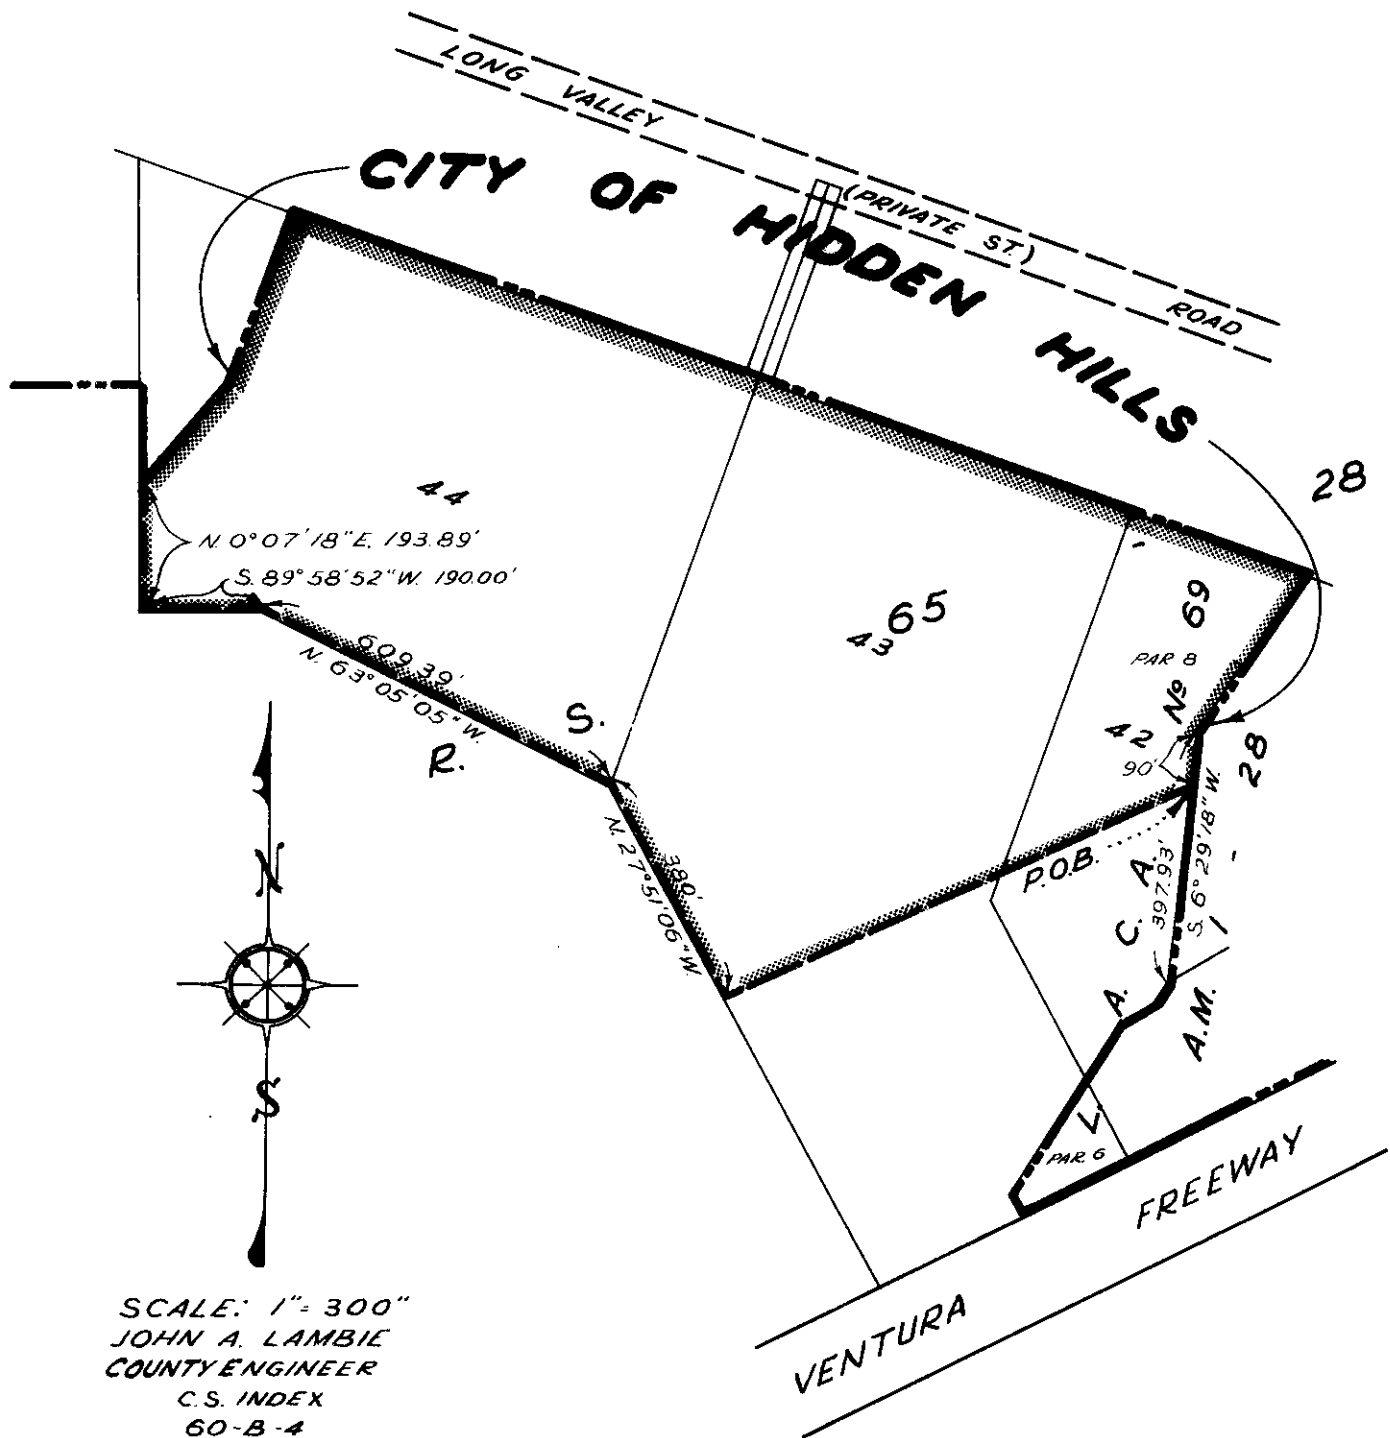 LONG VALLEY (PRIVATE ST.) ROAD
CITY OF HIDDEN HILLS
28
44
N. 0°07'18"E. 193.89'
S. 89°58'52"W. 190.00'
609.39'
N. 63°05'05"W.
R. S.
65
43
69
PAR 8
No
42
90'
28
N. 27°51'06"W.
380'
P.O.B.
397.93'
S. 6°29'18"W.
L. A. C. A.
A.M.
PAR. 6
N
S
VENTURA FREEWAY
SCALE: 1"= 300"
JOHN A. LAMBIE
COUNTY ENGINEER
C.S. INDEX
60-B-4